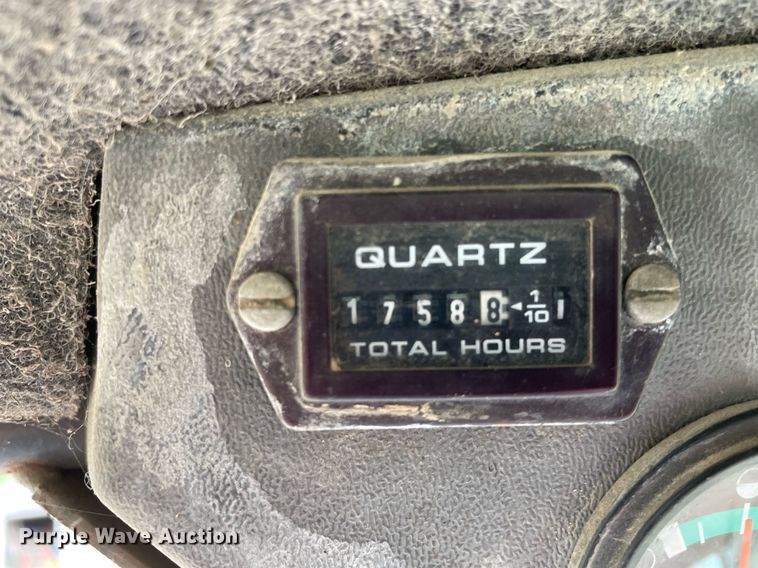 QUARTZ
1 7 5 8 8 ◄ 1/10
TOTAL HOURS
Purple Wave Auction